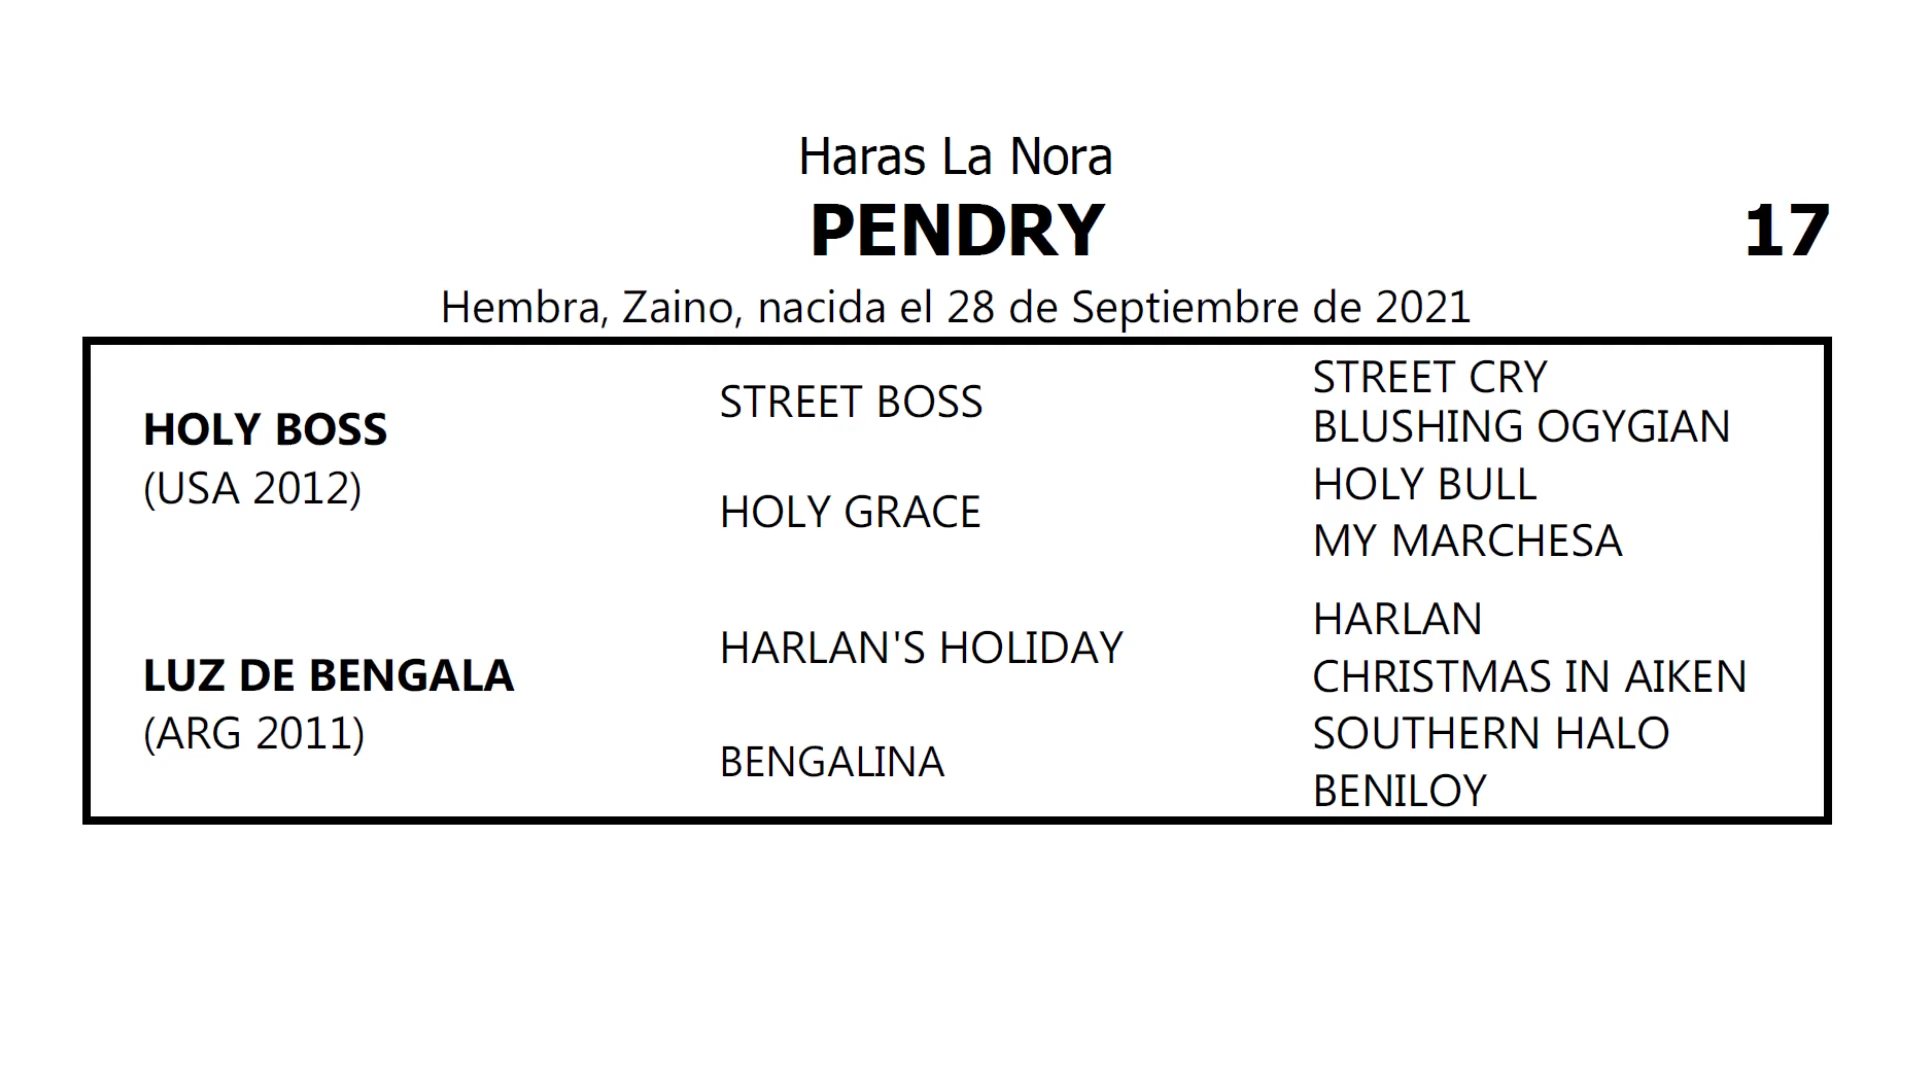 Haras La Nora
PENDRY
17
Hembra, Zaino, nacida el 28 de Septiembre de 2021
HOLY BOSS
(USA 2012)
STREET BOSS
HOLY GRACE
STREET CRY
BLUSHING OGYGIAN
HOLY BULL
MY MARCHESA
LUZ DE BENGALA
(ARG 2011)
HARLAN'S HOLIDAY
BENGALINA
HARLAN
CHRISTMAS IN AIKEN
SOUTHERN HALO
BENILOY